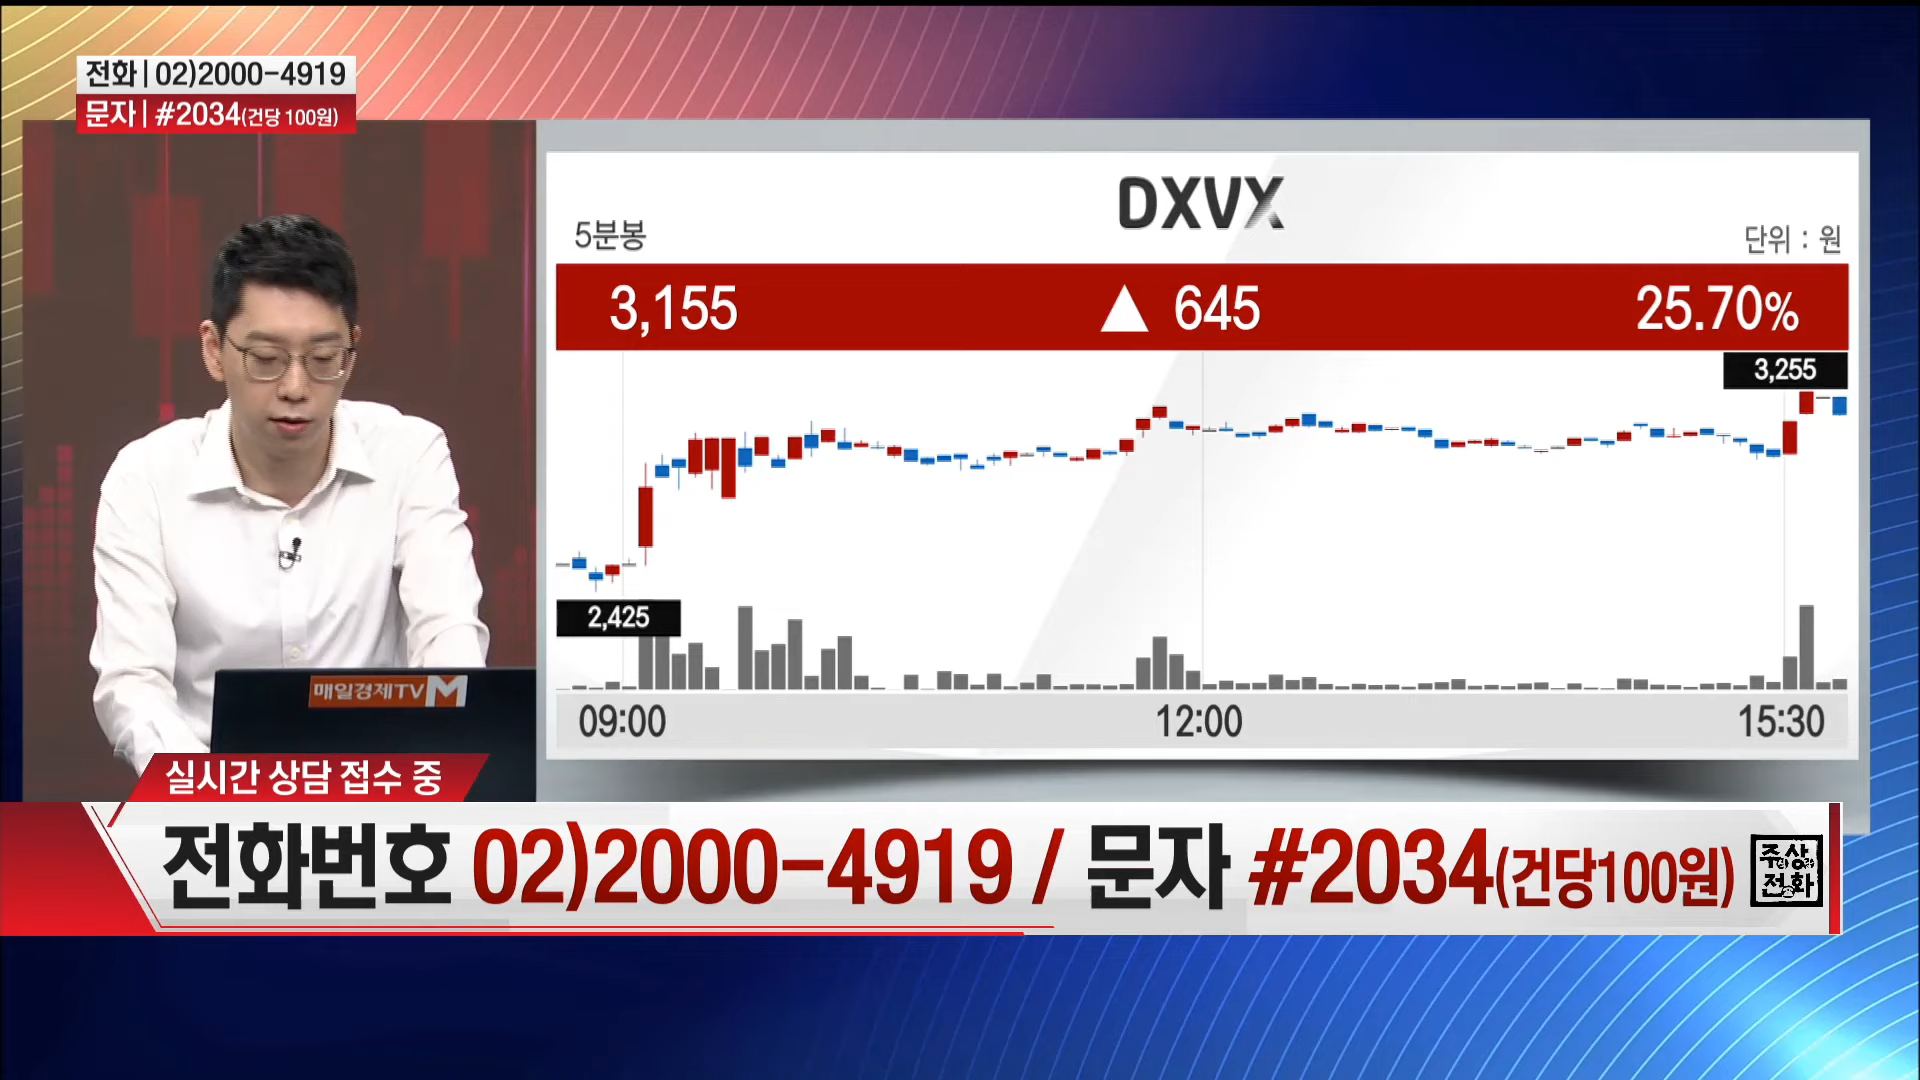 전화 | 02)2000-4919
문자 | #2034(건당 100원)
DXVX
5분봉
단위 : 원
3,155 ▲ 645 25.70%
3,255
2,425
09:00 12:00 15:30
매일경제TV M
실시간 상담 접수 중
전화번호 02)2000-4919 / 문자 #2034(건당100원)
주상
전화